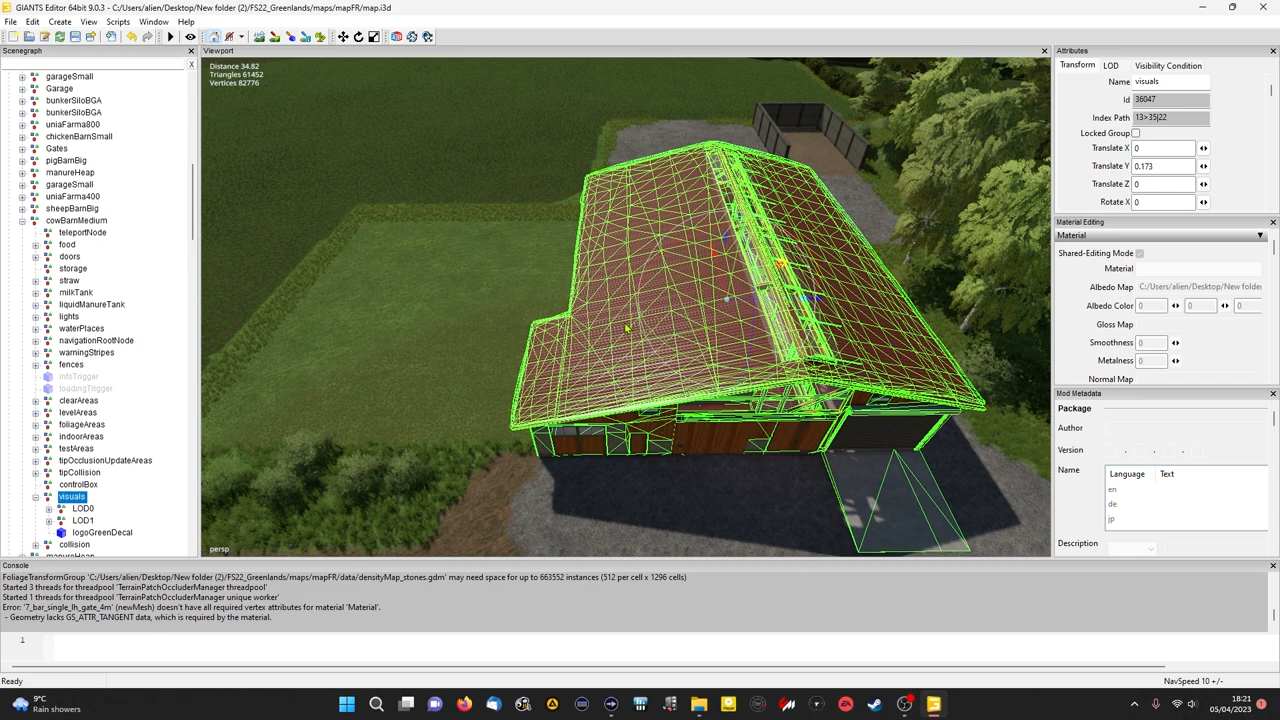 GIANTS Editor 64bit 9.0.3 - C:/Users/alien/Desktop/New folder (2)/FS22_Greenlands/maps/mapFR/map.i3d
File Edit Create View Scripts Window Help
Scenegraph
X
garageSmall
Garage
bunkerSiloBGA
bunkerSiloBGA
uniaFarma800
chickenBarnSmall
Gates
pigBarnBig
manureHeap
garageSmall
uniaFarma400
sheepBarnBig
cowBarnMedium
teleportNode
food
doors
storage
straw
milkTank
liquidManureTank
lights
waterPlaces
navigationRootNode
warningStripes
fences
infoTrigger
loadingTrigger
clearAreas
levelAreas
foliageAreas
indoorAreas
testAreas
tipOcclusionUpdateAreas
tipCollision
controlBox
visuals
LOD0
LOD1
logoGreenDecal
collision
manureHeap
Viewport
Distance 34.82
Triangles 61452
Vertices 82776
persp
Attributes
Transform LOD Visibility Condition
Name visuals
Id 36047
Index Path 13>35|22
Locked Group
Translate X 0
Translate Y 0.173
Translate Z 0
Rotate X 0
Material Editing
Material
Shared-Editing Mode
Material
Albedo Map C:/Users/alien/Desktop/New folder
Albedo Color 0 0 0
Gloss Map
Smoothness 0
Metalness 0
Normal Map
Mod Metadata
Package
Author
Version . . .
Name Language Text
en
de
jp
Description
Console
FoliageTransformGroup 'C:/Users/alien/Desktop/New folder (2)/FS22_Greenlands/maps/mapFR/data/densityMap_stones.gdm' may need space for up to 663552 instances (512 per cell x 1296 cells)
Started 3 threads for threadpool 'TerrainPatchOccluderManager threadpool'
Started 1 threads for threadpool 'TerrainPatchOccluderManager unique worker'
Error: '7_bar_single_lh_gate_4m' (newMesh) doesn't have all required vertex attributes for material 'Material'.
- Geometry lacks GS_ATTR_TANGENT data, which is required by the material.
1
Ready
NavSpeed 10 +/-
9°C
Rain showers
18:21
05/04/2023